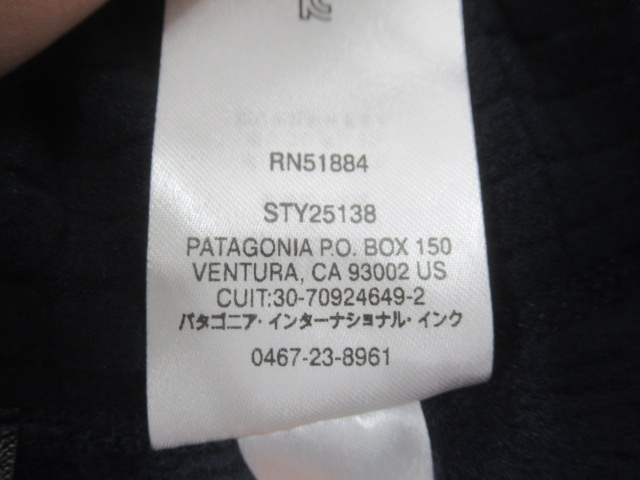 RN51884
STY25138
PATAGONIA P.O. BOX 150
VENTURA, CA 93002 US
CUIT:30-70924649-2
パタゴニア・インターナショナル・インク
0467-23-8961